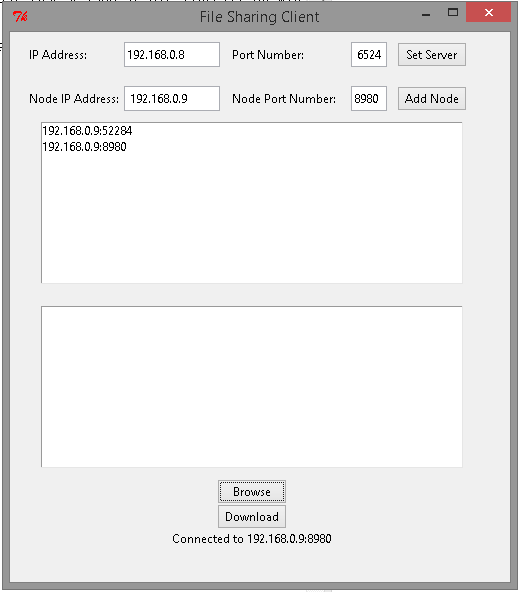 File Sharing Client
IP Address: 192.168.0.8 Port Number: 6524 Set Server
Node IP Address: 192.168.0.9 Node Port Number: 8980 Add Node
192.168.0.9:52284
192.168.0.9:8980
Browse
Download
Connected to 192.168.0.9:8980